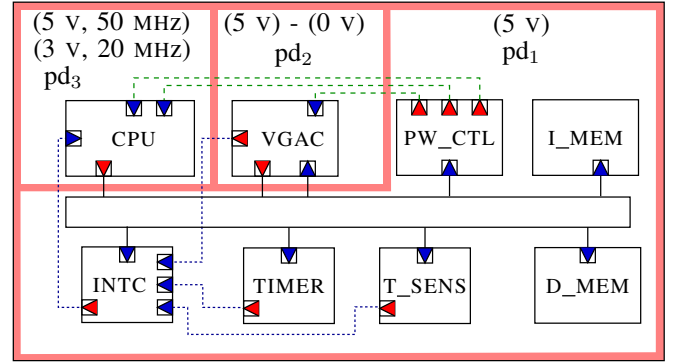 (5 V, 50 MHZ)
(3 V, 20 MHZ)
pd3
(5 V) - (0 V)
pd2
(5 V)
pd1
CPU
VGAC
PW_CTL
I_MEM
INTC
TIMER
T_SENS
D_MEM